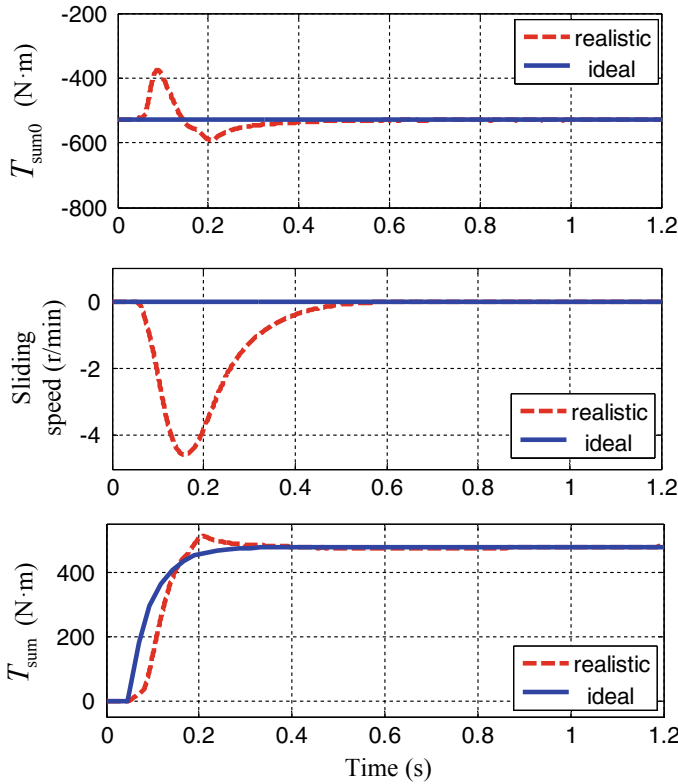 -200
-400
-600
-800
T_sum0 (N·m)
realistic
ideal
0 0.2 0.4 0.6 0.8 1 1.2
0
-2
-4
Sliding
speed (r/min)
realistic
ideal
0 0.2 0.4 0.6 0.8 1 1.2
400
200
0
T_sum (N·m)
realistic
ideal
0 0.2 0.4 0.6 0.8 1 1.2
Time (s)